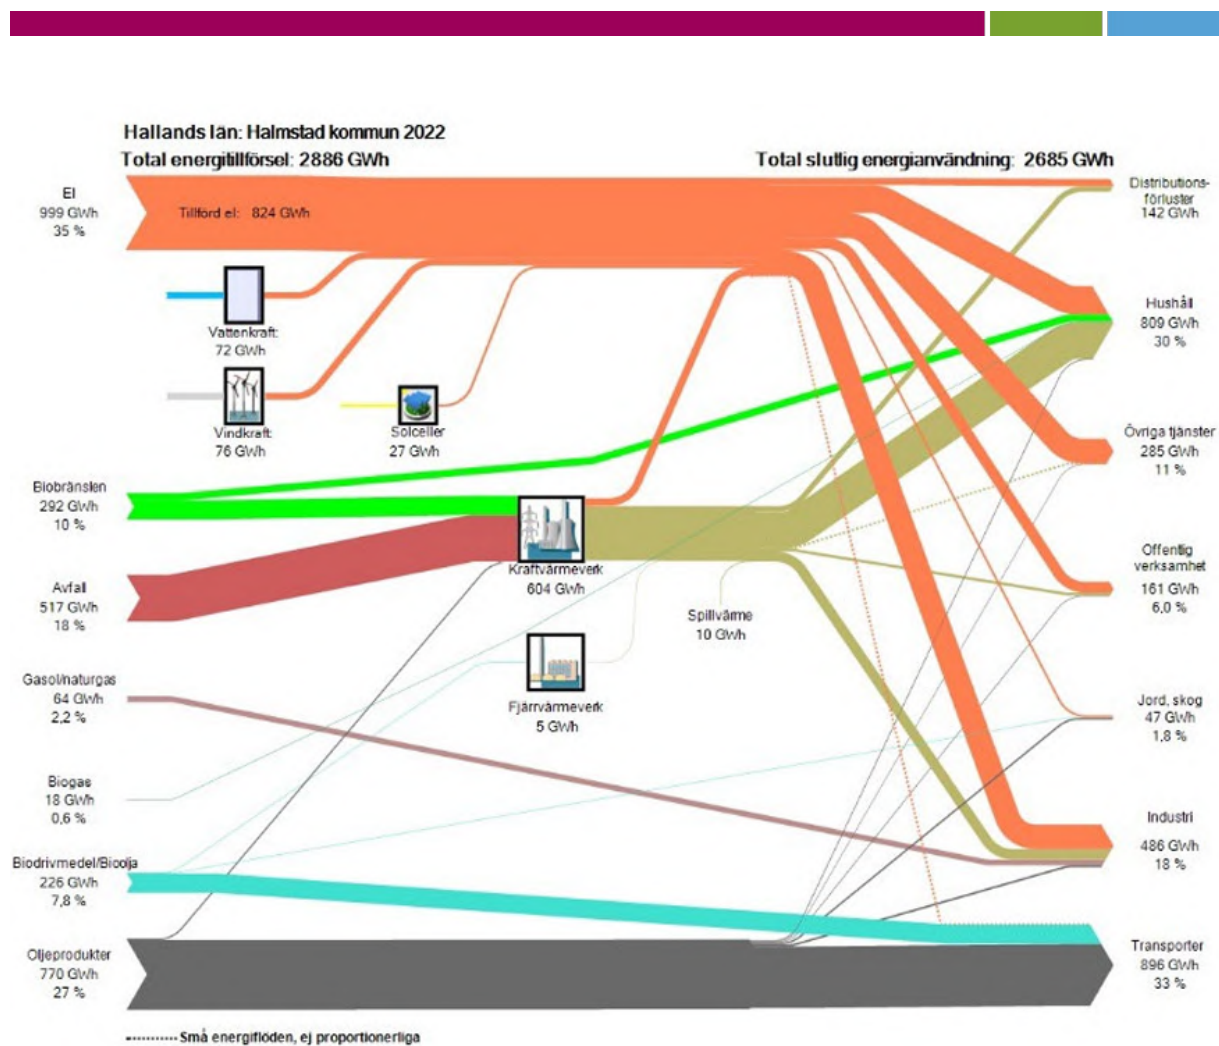 Hallands län: Halmstad kommun 2022
Total energitillförsel: 2886 GWh
Total slutlig energianvändning: 2685 GWh
El
999 GWh
35 %
Tillförd el: 824 GWh
Vattenkraft:
72 GWh
Vindkraft:
76 GWh
Solceller
27 GWh
Biobränslen
292 GWh
10 %
Avfall
517 GWh
18 %
Kraftvärmeverk
604 GWh
Spillvärme
10 GWh
Fjärrvärmeverk
5 GWh
Gasol/naturgas
64 GWh
2,2 %
Biogas
18 GWh
0,6 %
Biodrivmedel/Bioolja
226 GWh
7,8 %
Oljeprodukter
770 GWh
27 %
Distributions-
förluster
142 GWh
Hushåll
809 GWh
30 %
Övriga tjänster
285 GWh
11 %
Offentig
verksamhet
161 GWh
6,0 %
Jord, skog
47 GWh
1,8 %
Industri
486 GWh
18 %
Transporter
896 GWh
33 %
Små energiflöden, ej proportionerliga